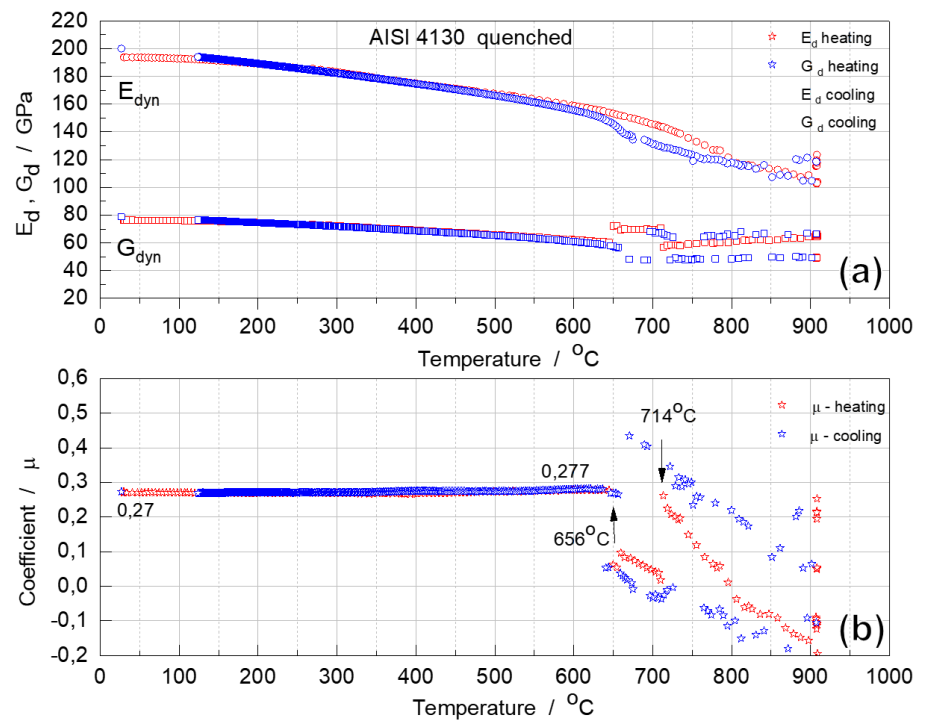 AISI 4130 quenched
E_d heating
G_d heating
E_d cooling
G_d cooling
E_dyn
G_dyn
(a)
E_d , G_d / GPa
220
200
180
160
140
120
100
80
60
40
20
0 100 200 300 400 500 600 700 800 900 1000
Temperature / °C
0,6
0,5
0,4
0,3
0,2
0,1
0,0
-0,1
-0,2
Coefficient / μ
μ - heating
μ - cooling
714°C
0,277
0,27
656°C
(b)
0 100 200 300 400 500 600 700 800 900 1000
Temperature / °C